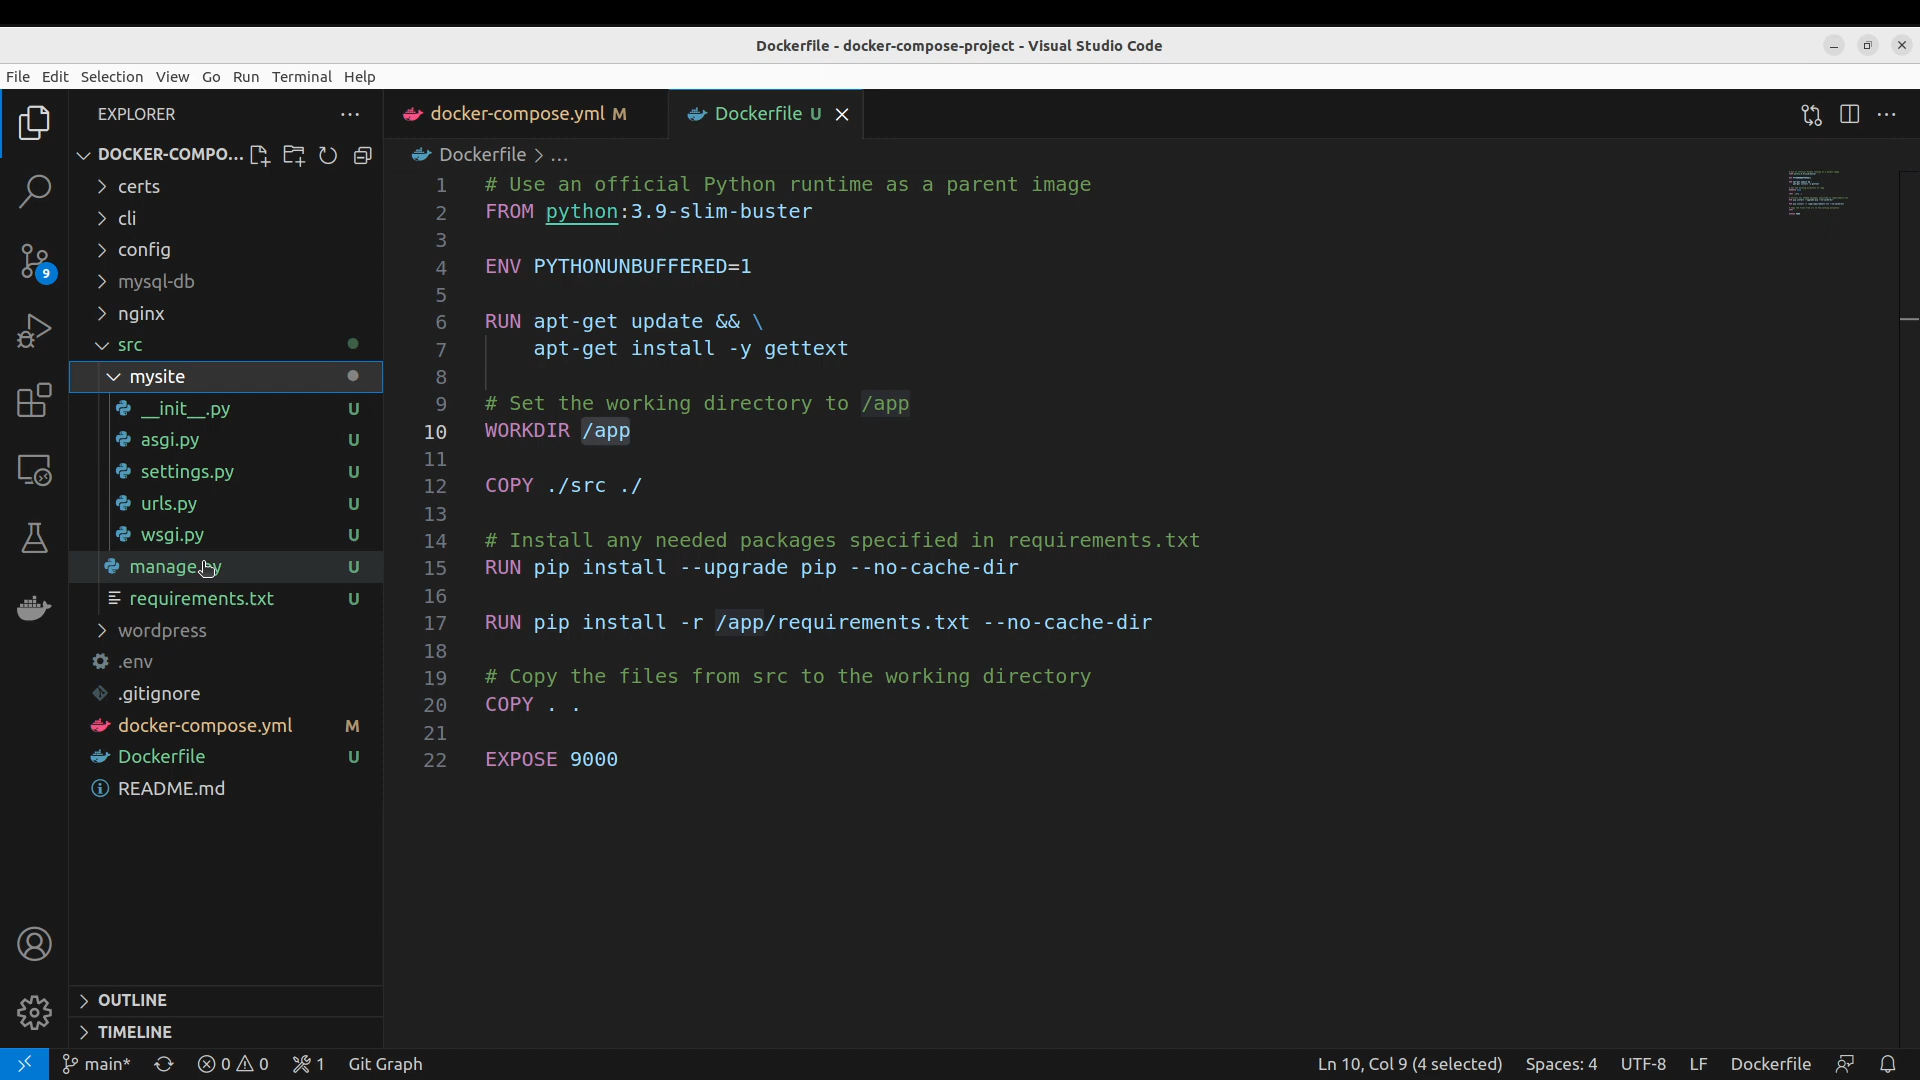 Dockerfile - docker-compose-project - Visual Studio Code
File Edit Selection View Go Run Terminal Help
EXPLORER
DOCKER-COMPO...
certs
cli
config
mysql-db
nginx
src
mysite
__init__.py U
asgi.py U
settings.py U
urls.py U
wsgi.py U
manage.py U
requirements.txt U
wordpress
.env
.gitignore
docker-compose.yml M
Dockerfile U
README.md
OUTLINE
TIMELINE
9
docker-compose.yml M
Dockerfile U
Dockerfile > ...
1 # Use an official Python runtime as a parent image
2 FROM python:3.9-slim-buster
3
4 ENV PYTHONUNBUFFERED=1
5
6 RUN apt-get update && \
7 apt-get install -y gettext
8
9 # Set the working directory to /app
10 WORKDIR /app
11
12 COPY ./src ./
13
14 # Install any needed packages specified in requirements.txt
15 RUN pip install --upgrade pip --no-cache-dir
16
17 RUN pip install -r /app/requirements.txt --no-cache-dir
18
19 # Copy the files from src to the working directory
20 COPY . .
21
22 EXPOSE 9000
main* 0 0 1 Git Graph Ln 10, Col 9 (4 selected) Spaces: 4 UTF-8 LF Dockerfile